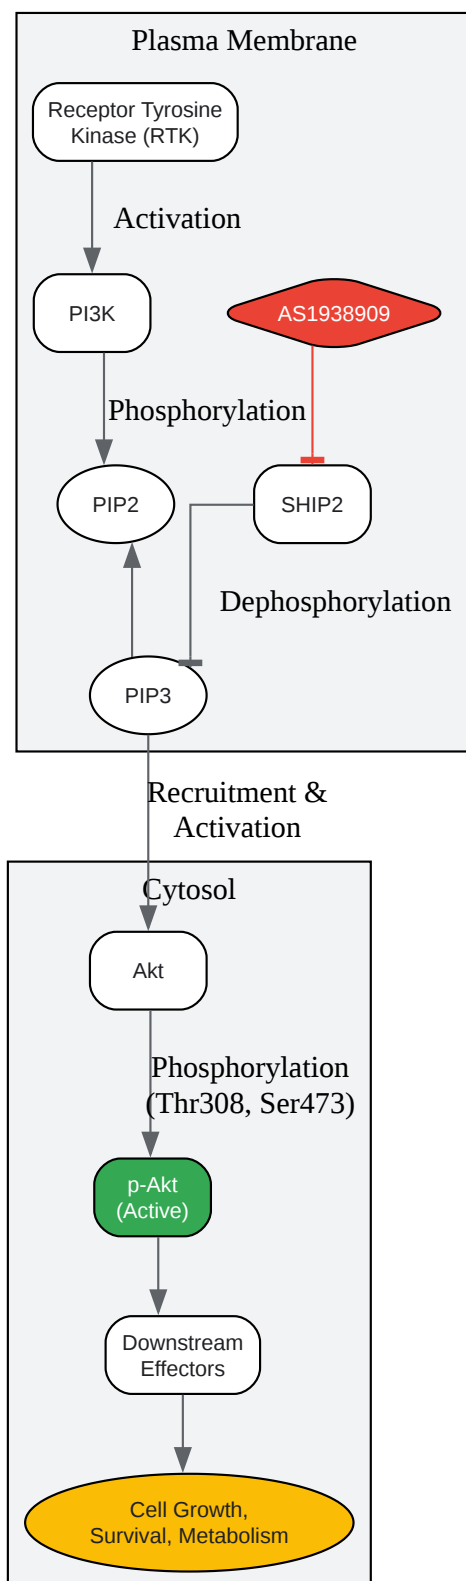 Plasma Membrane
Receptor Tyrosine
Kinase (RTK)
Activation
PI3K
AS1938909
Phosphorylation
PIP2
SHIP2
Dephosphorylation
PIP3
Recruitment &
Activation
Cytosol
Akt
Phosphorylation
(Thr308, Ser473)
p-Akt
(Active)
Downstream
Effectors
Cell Growth,
Survival, Metabolism